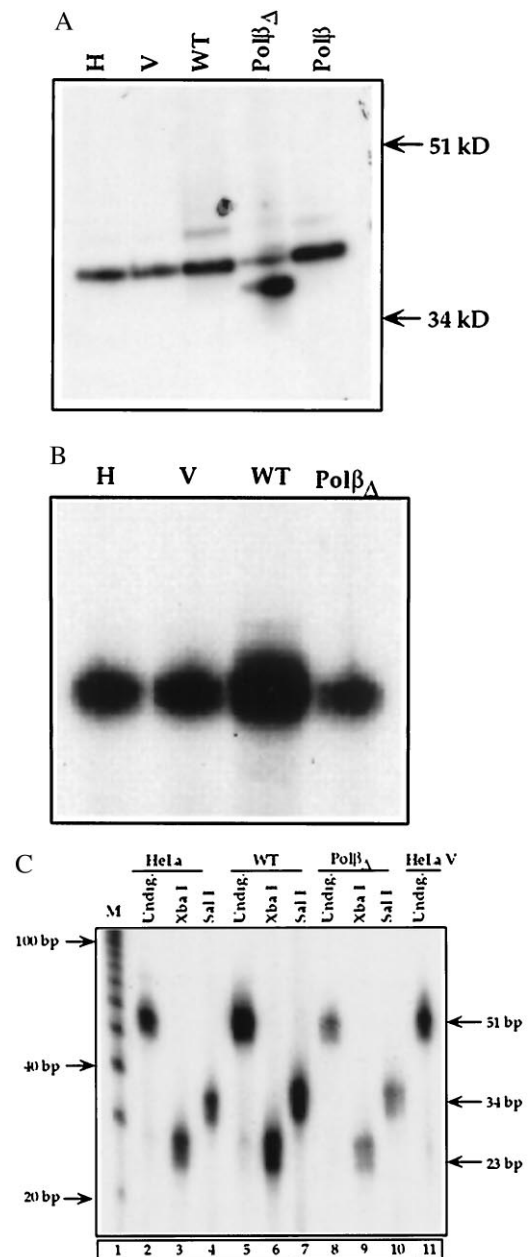 A
H V WT Polβ∆ Polβ
51 kD
34 kD
B
H V WT Polβ∆
C
HeLa WT Polβ∆ HeLa V
M Undig. Xba I Sal I Undig. Xba I Sal I Undig. Xba I Sal I Undig.
100 bp
51 bp
40 bp
34 bp
23 bp
20 bp
1 2 3 4 5 6 7 8 9 10 11